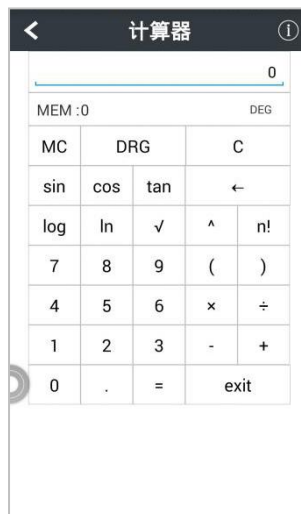 计算器
0
MEM :0 DEG
MC DRG C
sin cos tan ←
log ln √ ^ n!
7 8 9 ( )
4 5 6 × ÷
1 2 3 - +
0 . = exit